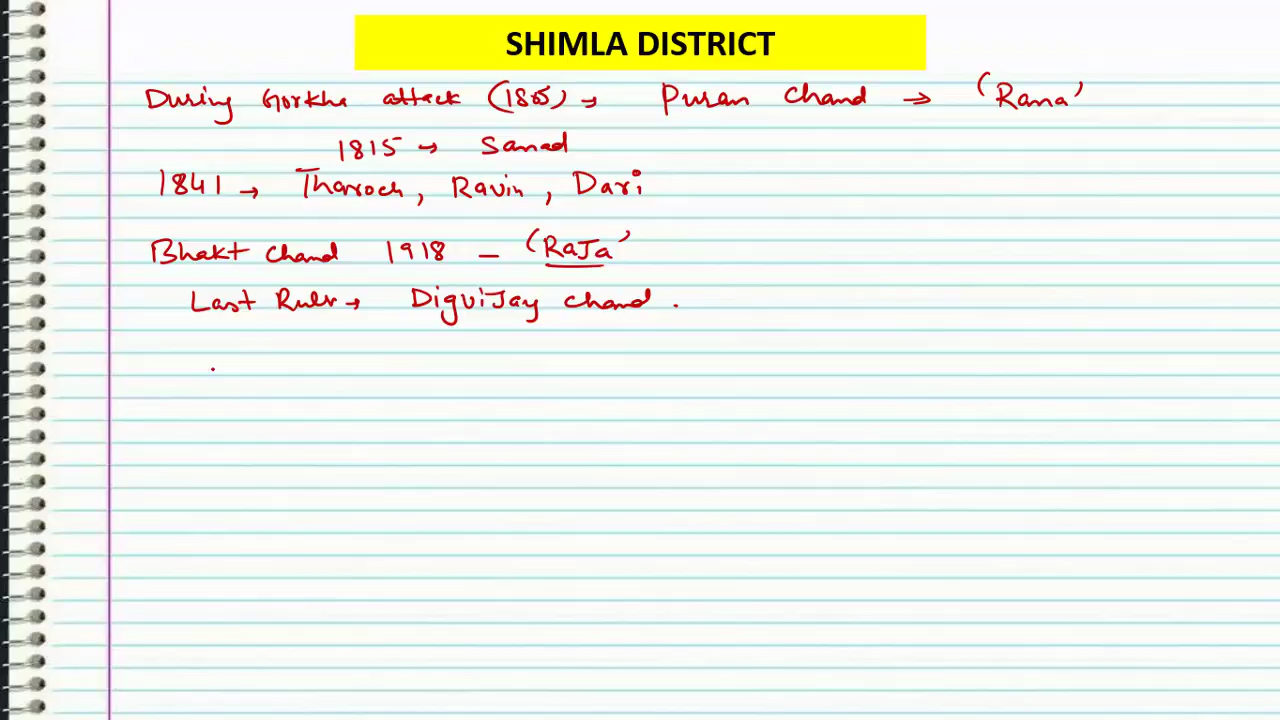 SHIMLA DISTRICT
During Gorkha attack (1805) → Puran Chand → 'Rana'
1815 → Sanad
1841 → Tharoch, Ravin, Dari
Bhakt Chand 1918 - 'RaJa'
Last Ruler → DigviJay Chand.